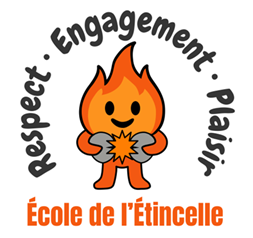 Respect · Engagement · Plaisir
École de l'Étincelle